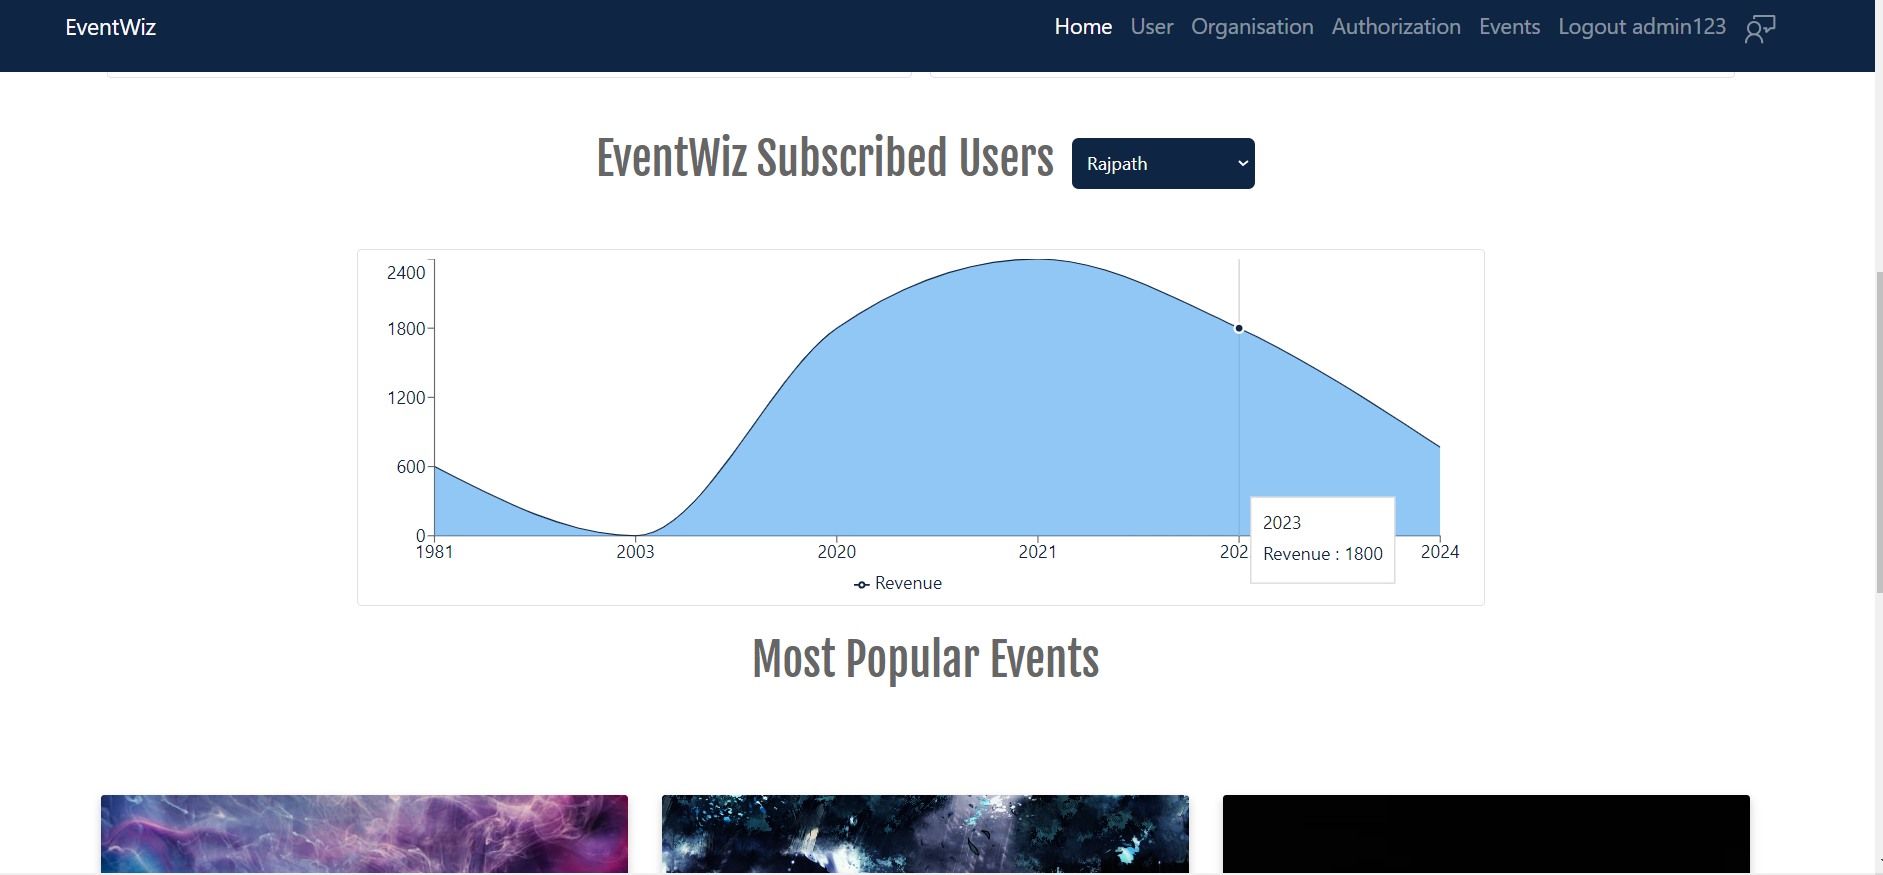 EventWiz
Home User Organisation Authorization Events Logout admin123
EventWiz Subscribed Users
Rajpath
2400
1800
1200
600
0
1981 2003 2020 2021 202 2024
2023
Revenue : 1800
Revenue
Most Popular Events